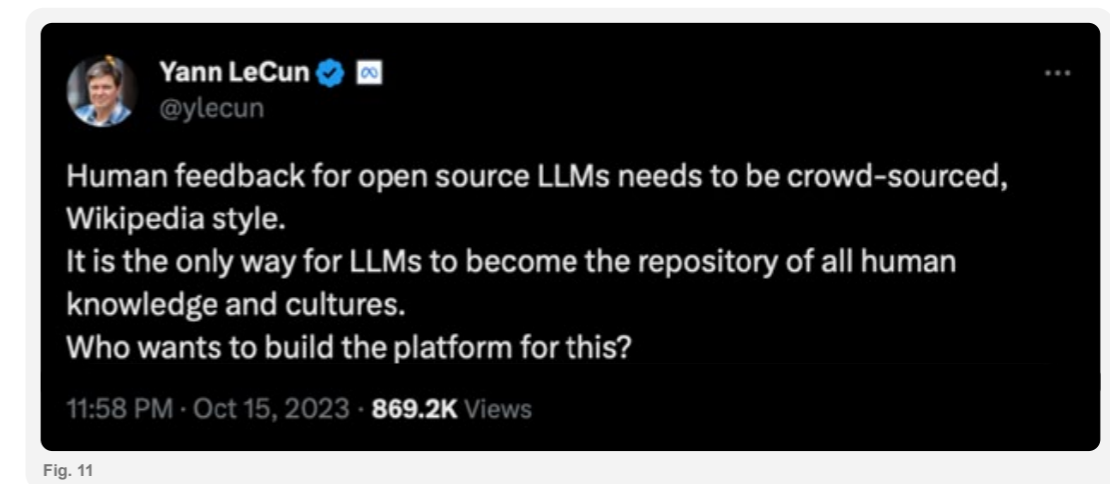 Yann LeCun
@ylecun
Human feedback for open source LLMs needs to be crowd-sourced,
Wikipedia style.
It is the only way for LLMs to become the repository of all human
knowledge and cultures.
Who wants to build the platform for this?
11:58 PM · Oct 15, 2023 · 869.2K Views
Fig. 11